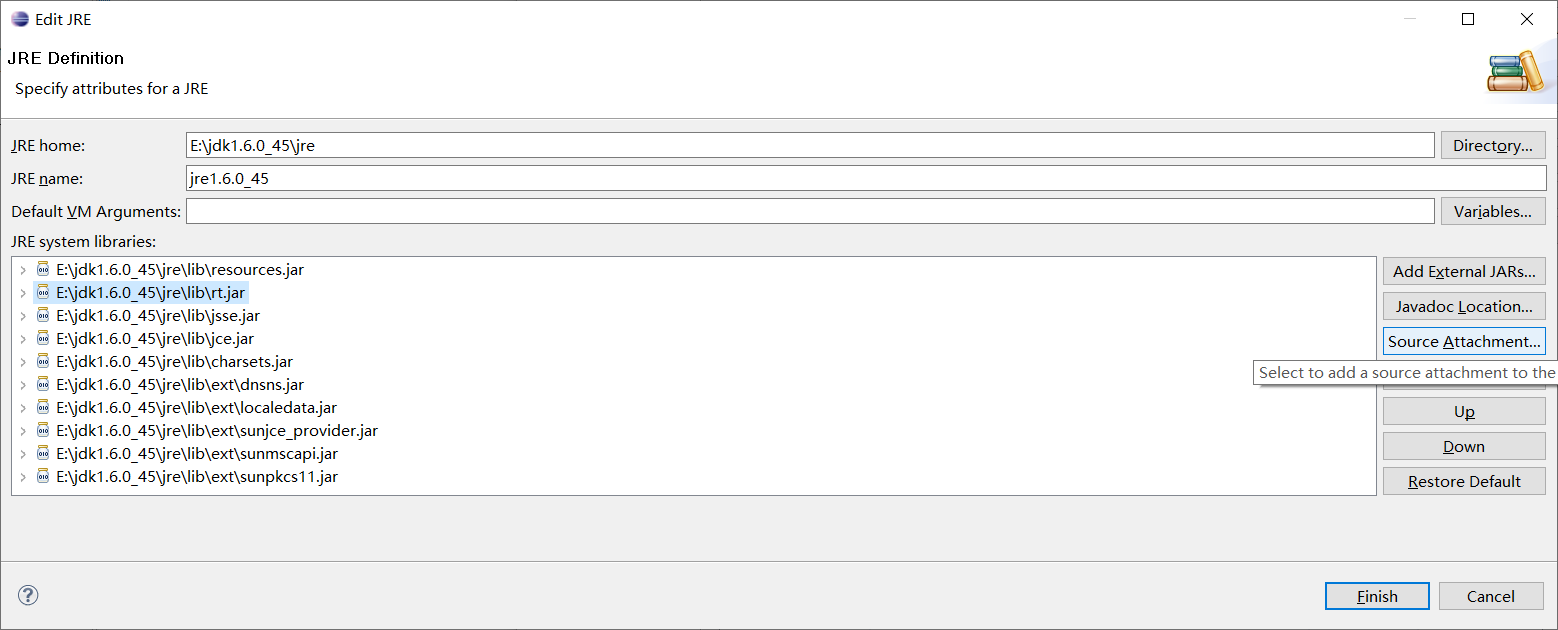 Edit JRE
JRE Definition
Specify attributes for a JRE
JRE home:
E:\jdk1.6.0_45\jre
Directory...
JRE name:
jre1.6.0_45
Default VM Arguments:
Variables...
JRE system libraries:
E:\jdk1.6.0_45\jre\lib\resources.jar
E:\jdk1.6.0_45\jre\lib\rt.jar
E:\jdk1.6.0_45\jre\lib\jsse.jar
E:\jdk1.6.0_45\jre\lib\jce.jar
E:\jdk1.6.0_45\jre\lib\charsets.jar
E:\jdk1.6.0_45\jre\lib\ext\dnsns.jar
E:\jdk1.6.0_45\jre\lib\ext\localedata.jar
E:\jdk1.6.0_45\jre\lib\ext\sunjce_provider.jar
E:\jdk1.6.0_45\jre\lib\ext\sunmscapi.jar
E:\jdk1.6.0_45\jre\lib\ext\sunpkcs11.jar
Add External JARs...
Javadoc Location...
Source Attachment...
Select to add a source attachment to the
Up
Down
Restore Default
?
Finish
Cancel